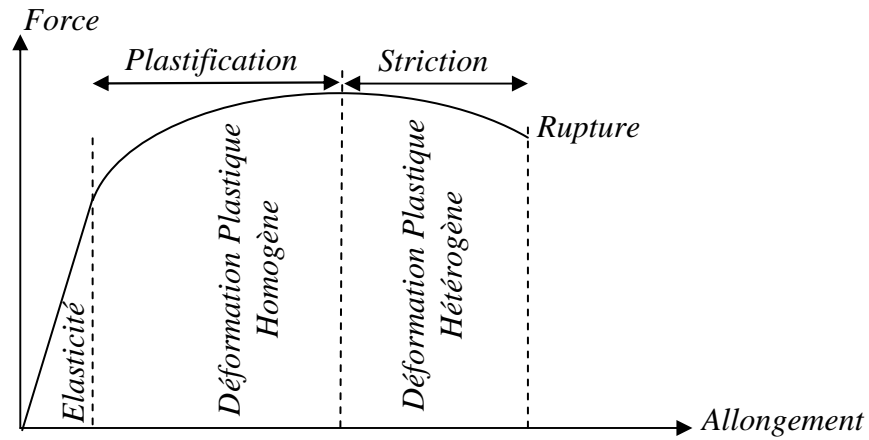 Force
Plastification
Striction
Rupture
Elasticité
Déformation Plastique
Homogène
Déformation Plastique
Hétérogène
Allongement